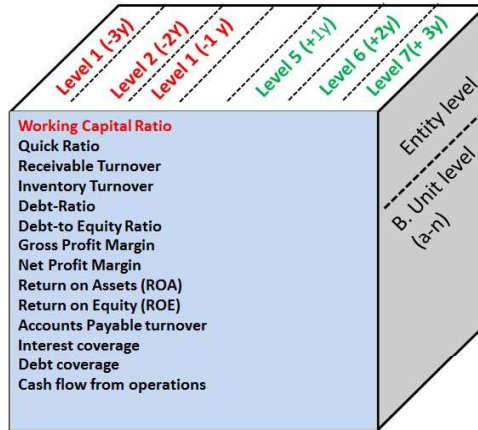 Level 1 (-3y)
Level 2 (-2Y)
Level 1 (-1 y)
Level 5 (+1y)
Level 6 (+2y)
Level 7(+ 3y)
Working Capital Ratio
Quick Ratio
Receivable Turnover
Inventory Turnover
Debt-Ratio
Debt-to Equity Ratio
Gross Profit Margin
Net Profit Margin
Return on Assets (ROA)
Return on Equity (ROE)
Accounts Payable turnover
Interest coverage
Debt coverage
Cash flow from operations
Entity level
B. Unit level
(a-n)